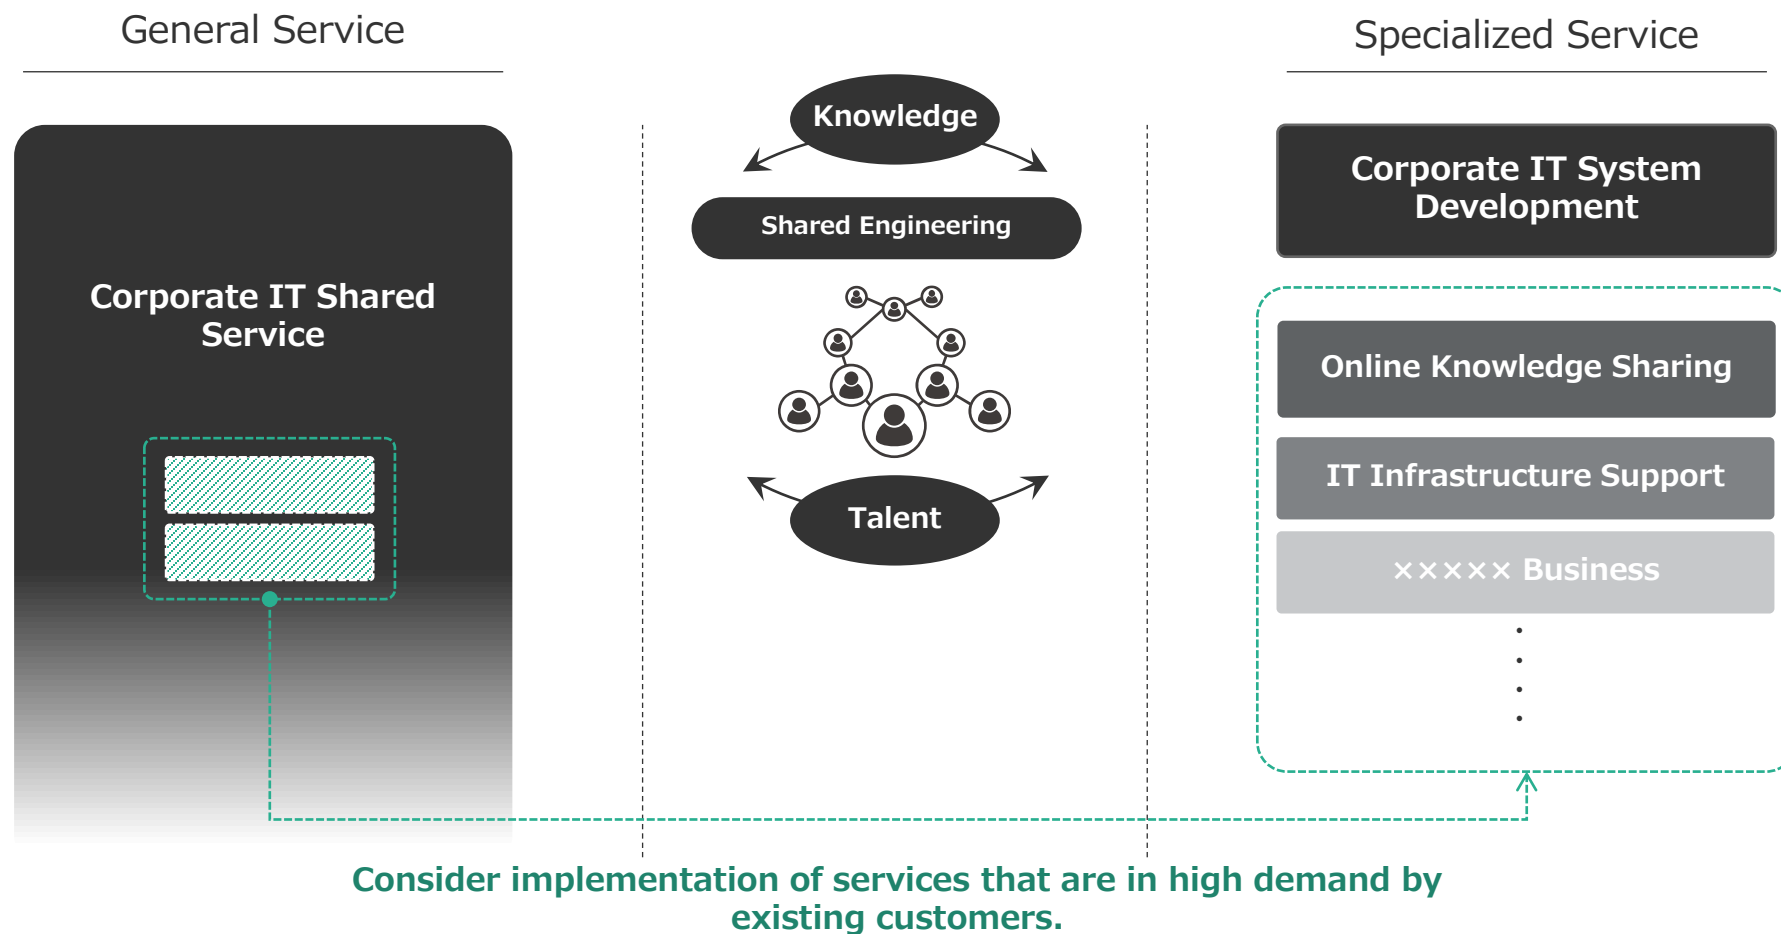 General Service
Specialized Service
Knowledge
Shared Engineering
Talent
Corporate IT Shared
Service
Corporate IT System
Development
Online Knowledge Sharing
IT Infrastructure Support
××××× Business
Consider implementation of services that are in high demand by
existing customers.